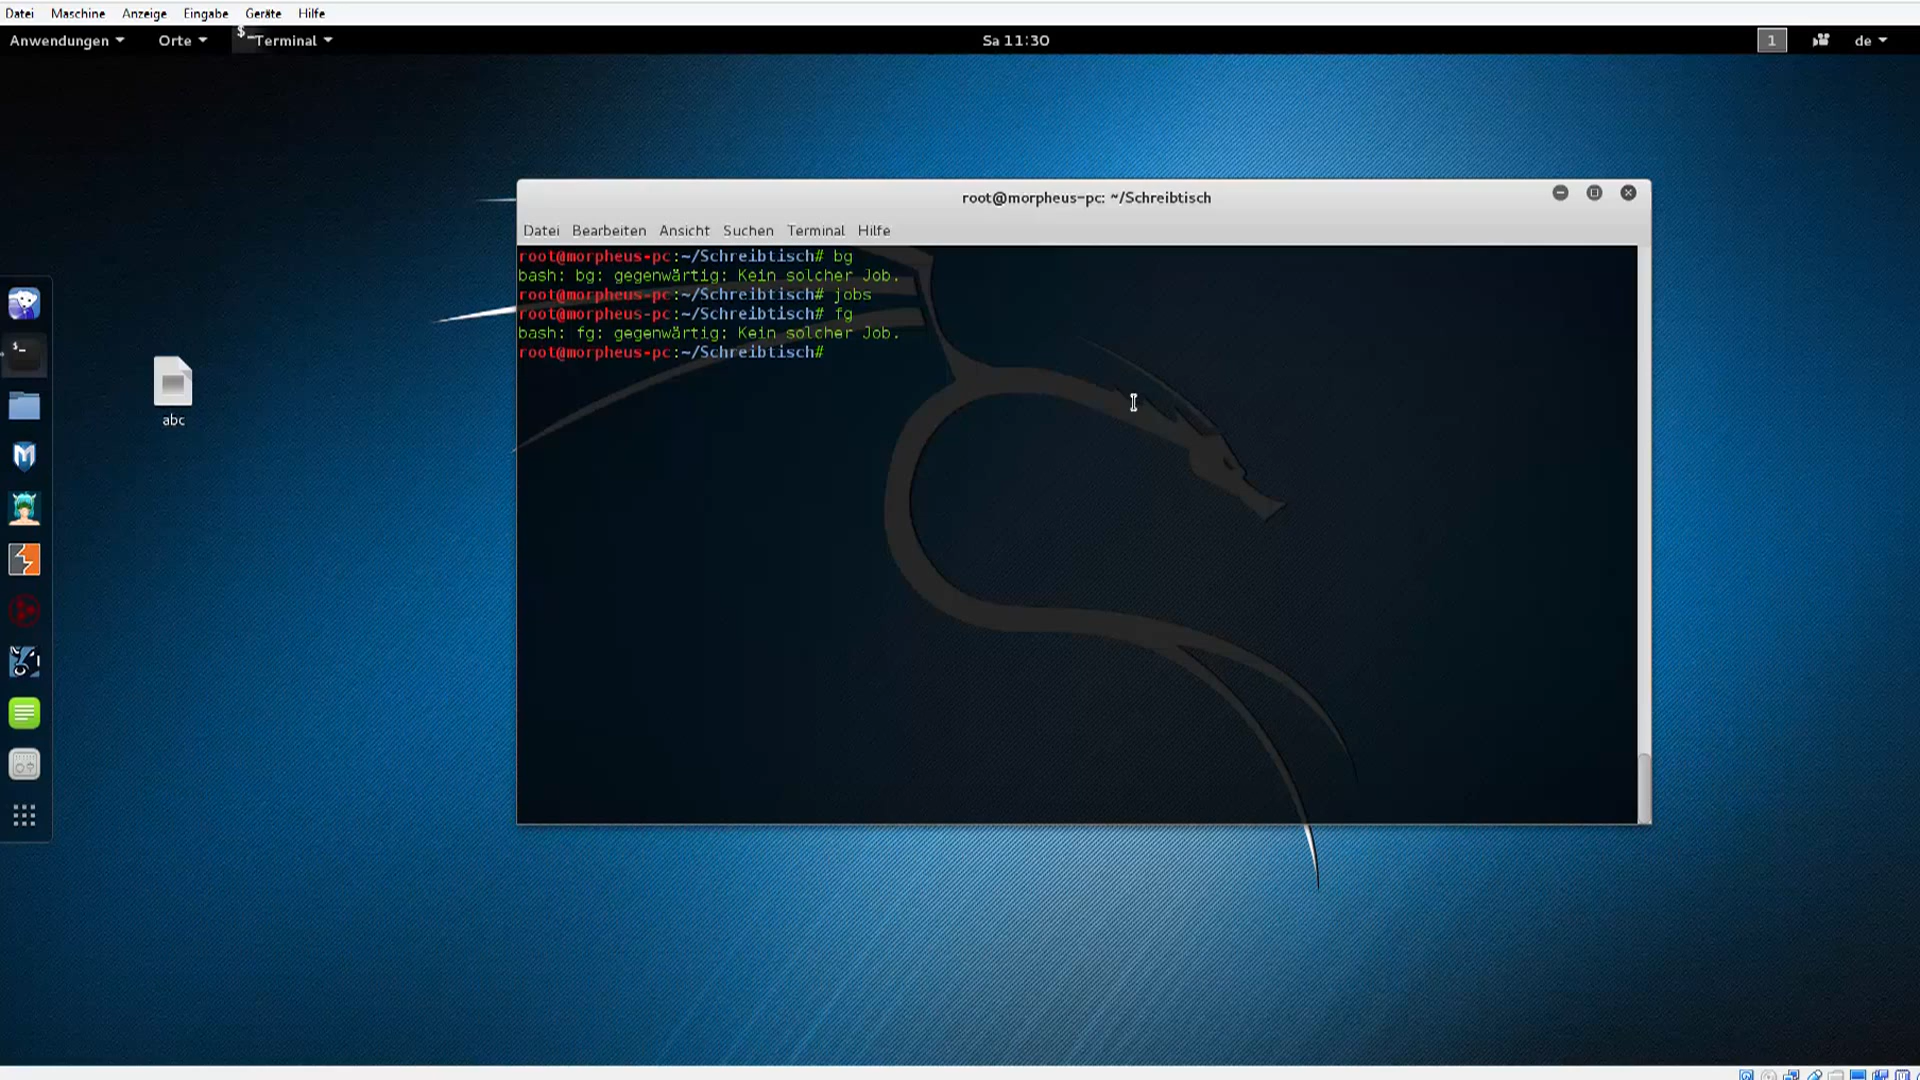 Datei Maschine Anzeige Eingabe Geräte Hilfe
Anwendungen Orte Terminal Sa 11:30 1 de
root@morpheus-pc: ~/Schreibtisch
Datei Bearbeiten Ansicht Suchen Terminal Hilfe
root@morpheus-pc:~/Schreibtisch# bg
bash: bg: gegenwärtig: Kein solcher Job.
root@morpheus-pc:~/Schreibtisch# jobs
root@morpheus-pc:~/Schreibtisch# fg
bash: fg: gegenwärtig: Kein solcher Job.
root@morpheus-pc:~/Schreibtisch#
abc